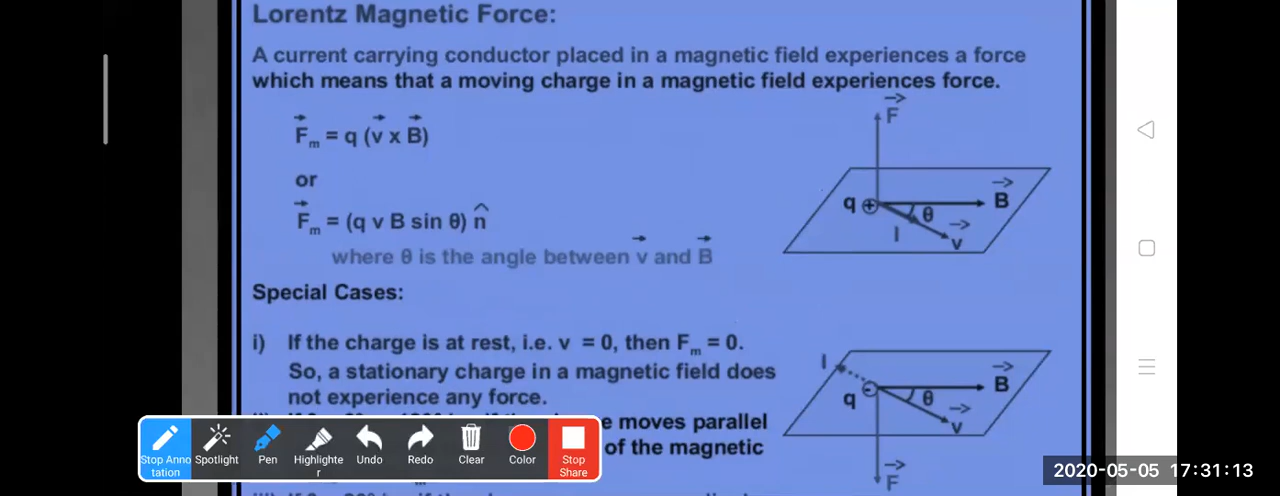 Lorentz Magnetic Force:
A current carrying conductor placed in a magnetic field experiences a force
which means that a moving charge in a magnetic field experiences force.
F
Fm = q (v x B)
or
q + B
θ
Fm = (q v B sin θ) n̂
I
v
where θ is the angle between v and B
Special Cases:
i) If the charge is at rest, i.e. v = 0, then Fm = 0.
So, a stationary charge in a magnetic field does
not experience any force.
I
q - B
θ
v
e moves parallel
of the magnetic
F
Stop Anno
tation
Spotlight
Pen
Highlighte
r
Undo
Redo
Clear
Color
Stop
Share
2020-05-05 17:31:13